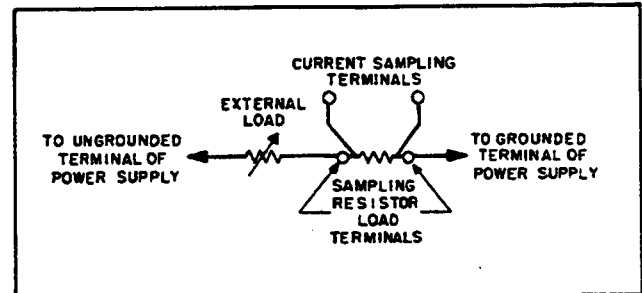 CURRENT SAMPLING
TERMINALS
EXTERNAL
LOAD
TO UNGROUNDED
TERMINAL OF
POWER SUPPLY
TO GROUNDED
TERMINAL OF
POWER SUPPLY
SAMPLING
RESISTOR
LOAD
TERMINALS